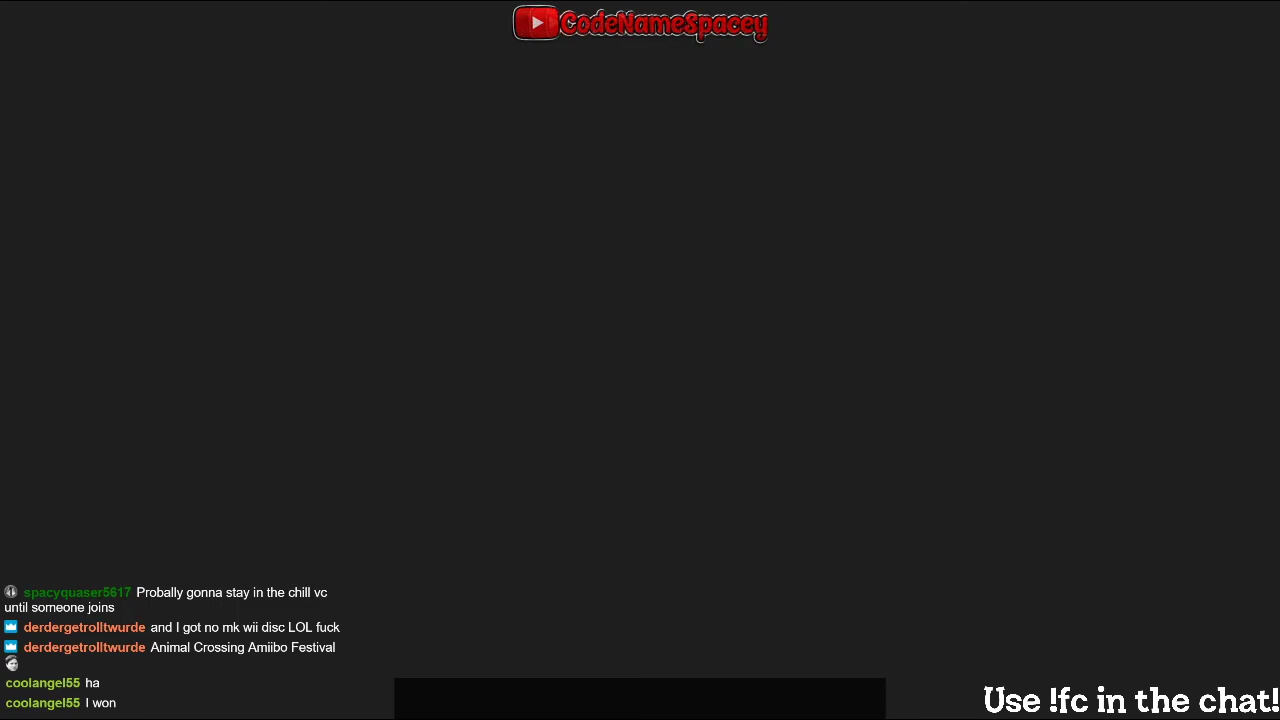 CodeNameSpacey
spacyquaser5617 Probally gonna stay in the chill vc
until someone joins
derdergetrolltwurde and I got no mk wii disc LOL fuck
derdergetrolltwurde Animal Crossing Amiibo Festival
coolangel55 ha
coolangel55 I won
Use !fc in the chat!